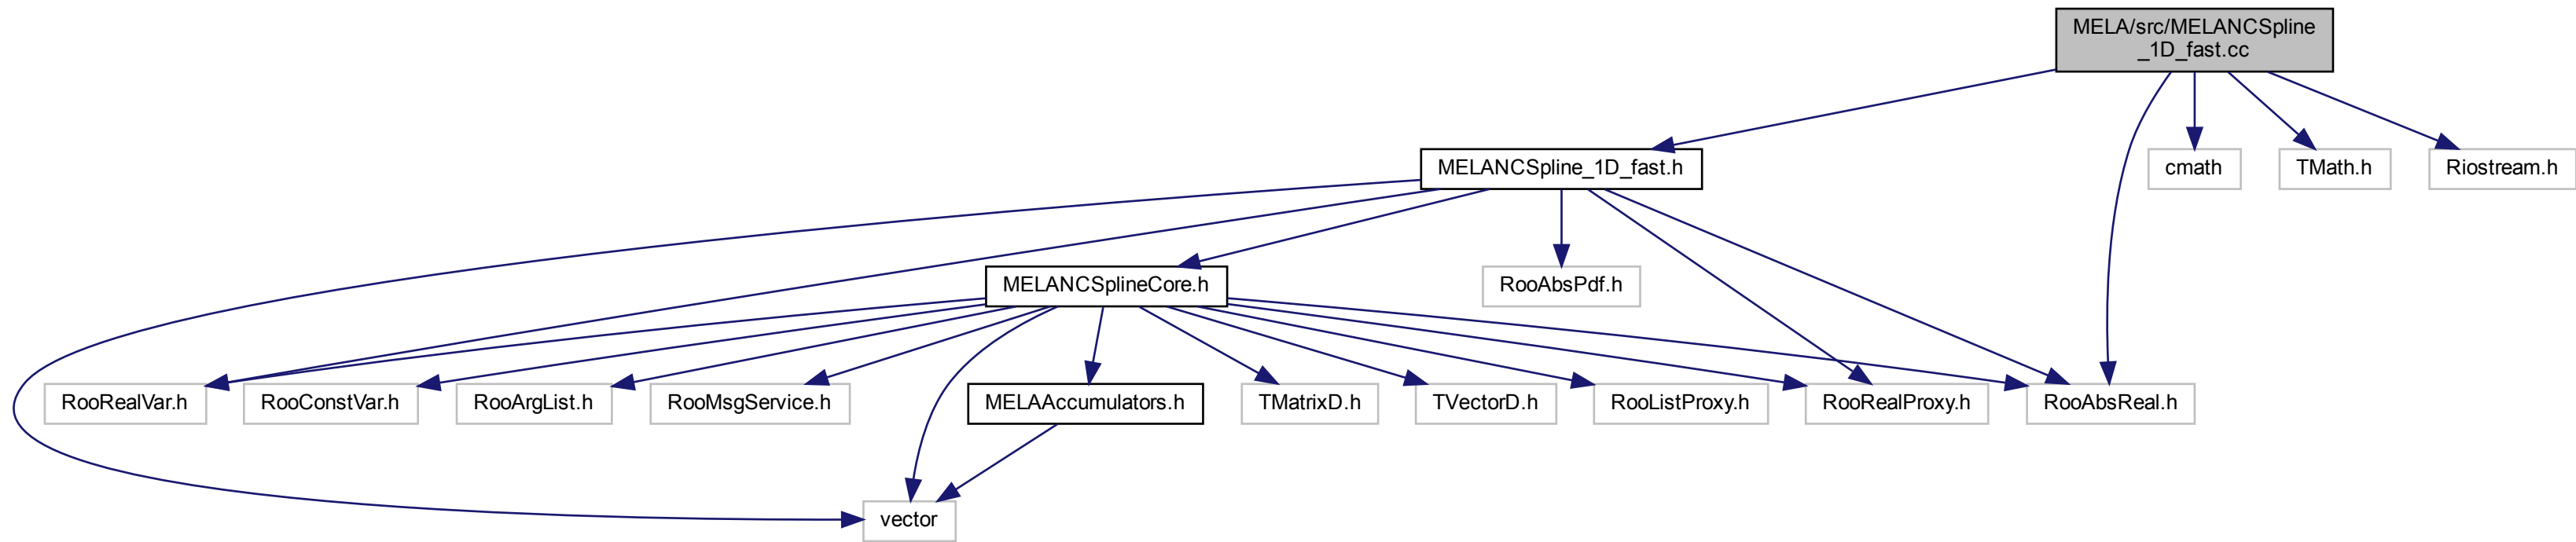 MELA/src/MELANCSpline
_1D_fast.cc
MELANCSpline_1D_fast.h
cmath
TMath.h
Riostream.h
MELANCSplineCore.h
RooAbsPdf.h
RooRealVar.h
RooConstVar.h
RooArgList.h
RooMsgService.h
MELAAccumulators.h
TMatrixD.h
TVectorD.h
RooListProxy.h
RooRealProxy.h
RooAbsReal.h
vector